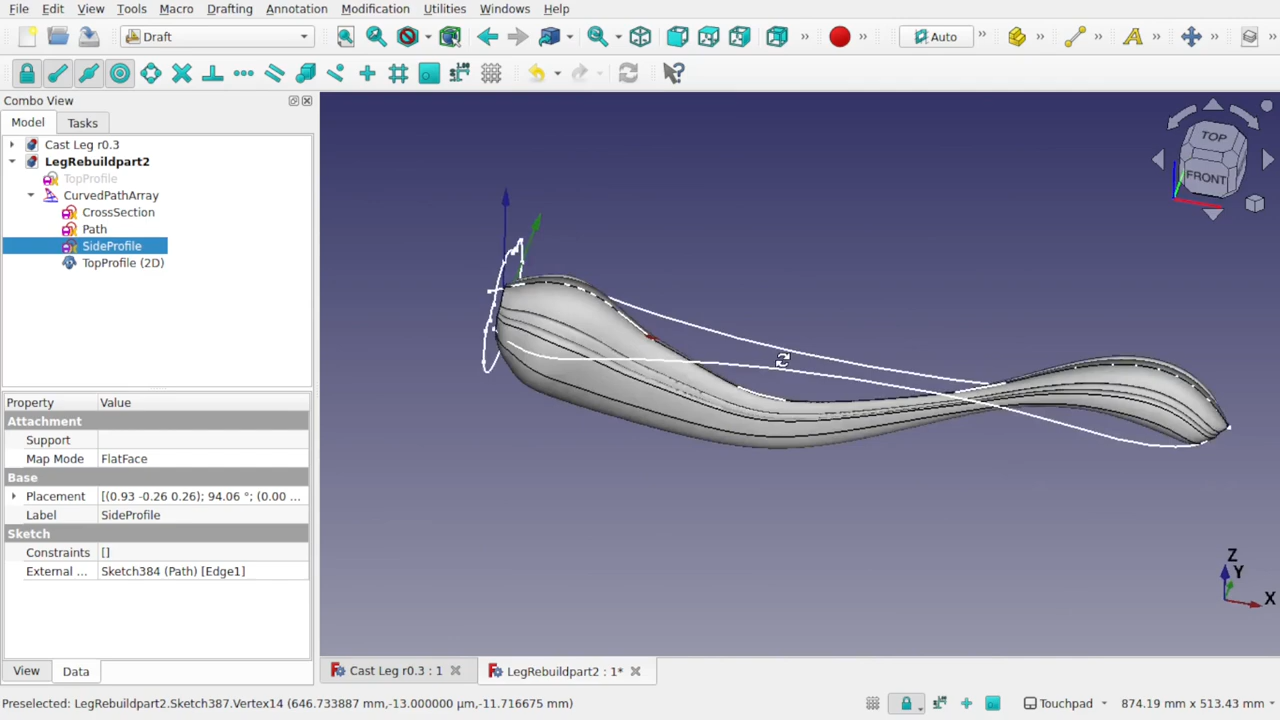 File Edit View Tools Macro Drafting Annotation Modification Utilities Windows Help
Draft
Auto
Combo View
Model Tasks
Cast Leg r0.3
LegRebuildpart2
TopProfile
CurvedPathArray
CrossSection
Path
SideProfile
TopProfile (2D)
TOP
FRONT
Property Value
Attachment
Support
Map Mode FlatFace
Base
Placement [(0.93 -0.26 0.26); 94.06 °; (0.00 ...
Label SideProfile
Sketch
Constraints []
External ... Sketch384 (Path) [Edge1]
Z
Y
X
View Data
Cast Leg r0.3 : 1
LegRebuildpart2 : 1*
Preselected: LegRebuildpart2.Sketch387.Vertex14 (646.733887 mm,-13.000000 μm,-11.716675 mm)
Touchpad
874.19 mm x 513.43 mm